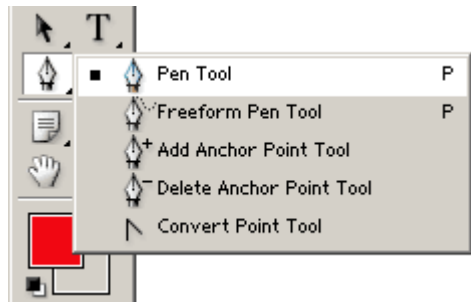 T
Pen Tool P
Freeform Pen Tool P
Add Anchor Point Tool
Delete Anchor Point Tool
Convert Point Tool